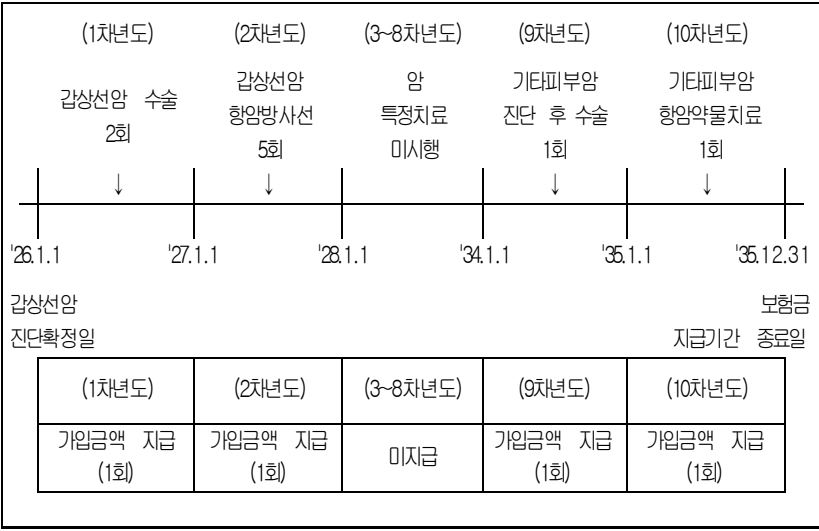 (1차년도) (2차년도) (3~8차년도) (9차년도) (10차년도)
갑상선암 수술
2회
갑상선암
항암방사선
5회
암
특정치료
미시행
기타피부암
진단 후 수술
1회
기타피부암
항암약물치료
1회
↓ ↓ ↓ ↓
'26.1.1 '27.1.1 '28.1.1 '34.1.1 '35.1.1 '35.12.31
갑상선암
진단확정일
보험금
지급기간 종료일
(1차년도) (2차년도) (3~8차년도) (9차년도) (10차년도)
가입금액 지급
(1회)
가입금액 지급
(1회)
미지급
가입금액 지급
(1회)
가입금액 지급
(1회)